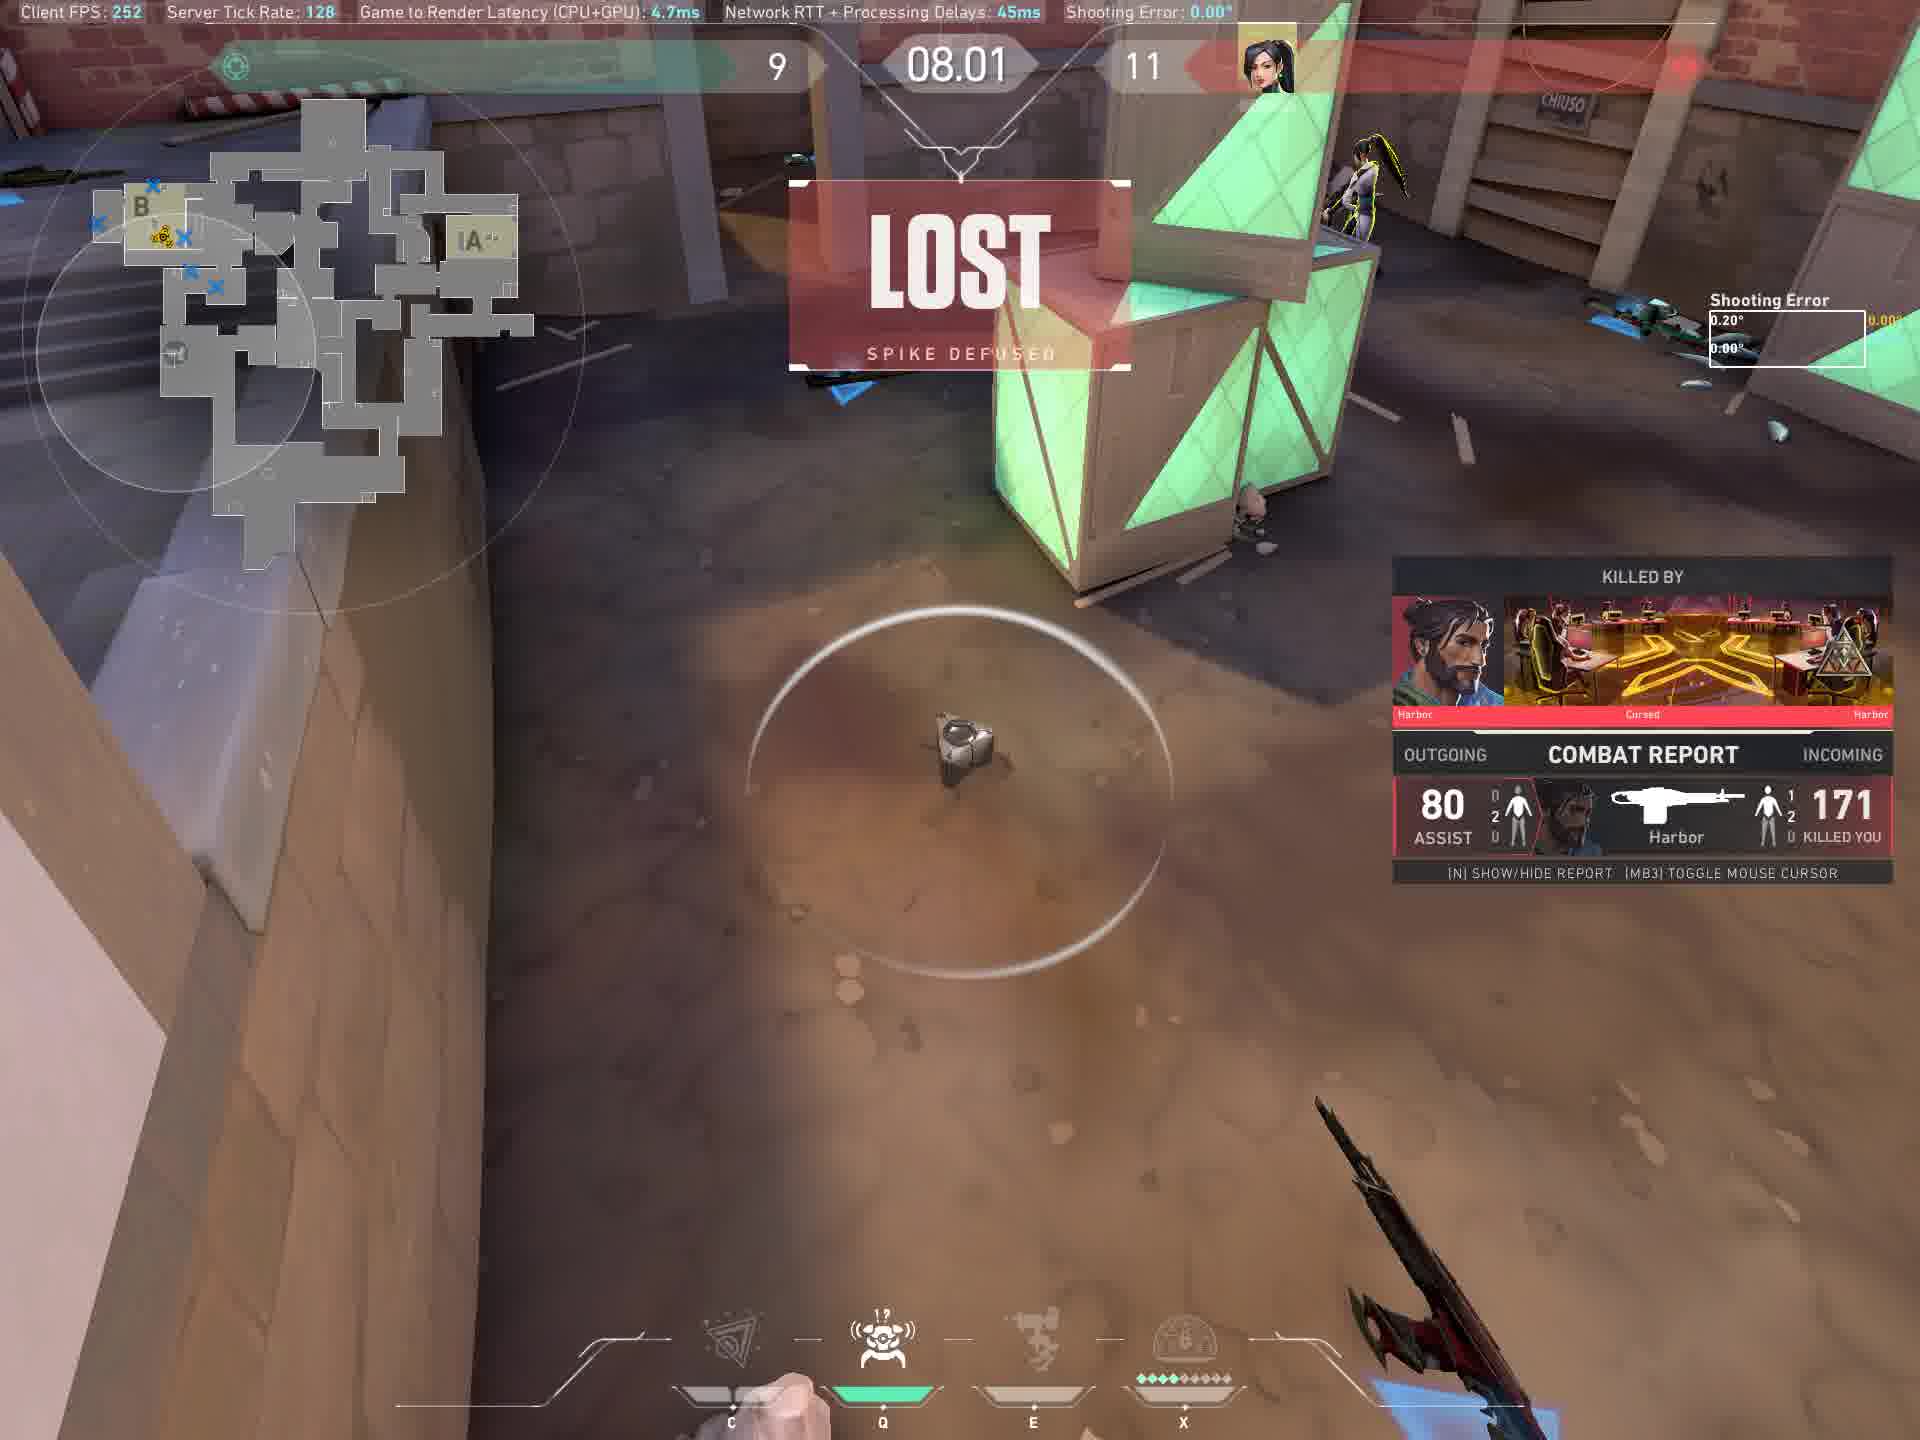 Client FPS: 252 Server Tick Rate: 128 Game to Render Latency (CPU+GPU): 4.7ms Network RTT + Processing Delays: 45ms Shooting Error: 0.00°
9 08.01 11
CHIUSO
B
A
LOST
SPIKE DEFUSED
Shooting Error
0.20° 0.00°
0.00°
KILLED BY
Harbor Cursed Harbor
OUTGOING COMBAT REPORT INCOMING
80 0 2 0 1 2 0 171
ASSIST Harbor KILLED YOU
[N] SHOW/HIDE REPORT [MB3] TOGGLE MOUSE CURSOR
C Q E X